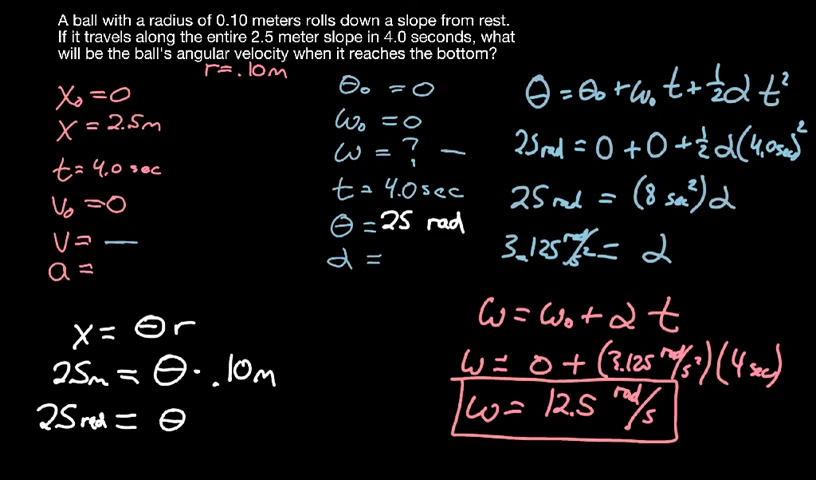 A ball with a radius of 0.10 meters rolls down a slope from rest.
If it travels along the entire 2.5 meter slope in 4.0 seconds, what
will be the ball's angular velocity when it reaches the bottom?
r = .10m
x₀ = 0
x = 2.5m
t = 4.0 sec
v₀ = 0
v = —
a =
θ₀ = 0
ω₀ = 0
ω = ? —
t = 4.0 sec
θ = 25 rad
α =
θ = θ₀ + ω₀ t + ½ α t²
25 rad = 0 + 0 + ½ α (4.0 sec)²
25 rad = (8 sec²) α
3.125 rad/s² = α
x = θ r
25m = θ · .10m
25 rad = θ
ω = ω₀ + α t
ω = 0 + (3.125 rad/s²)(4 sec)
ω = 12.5 rad/s